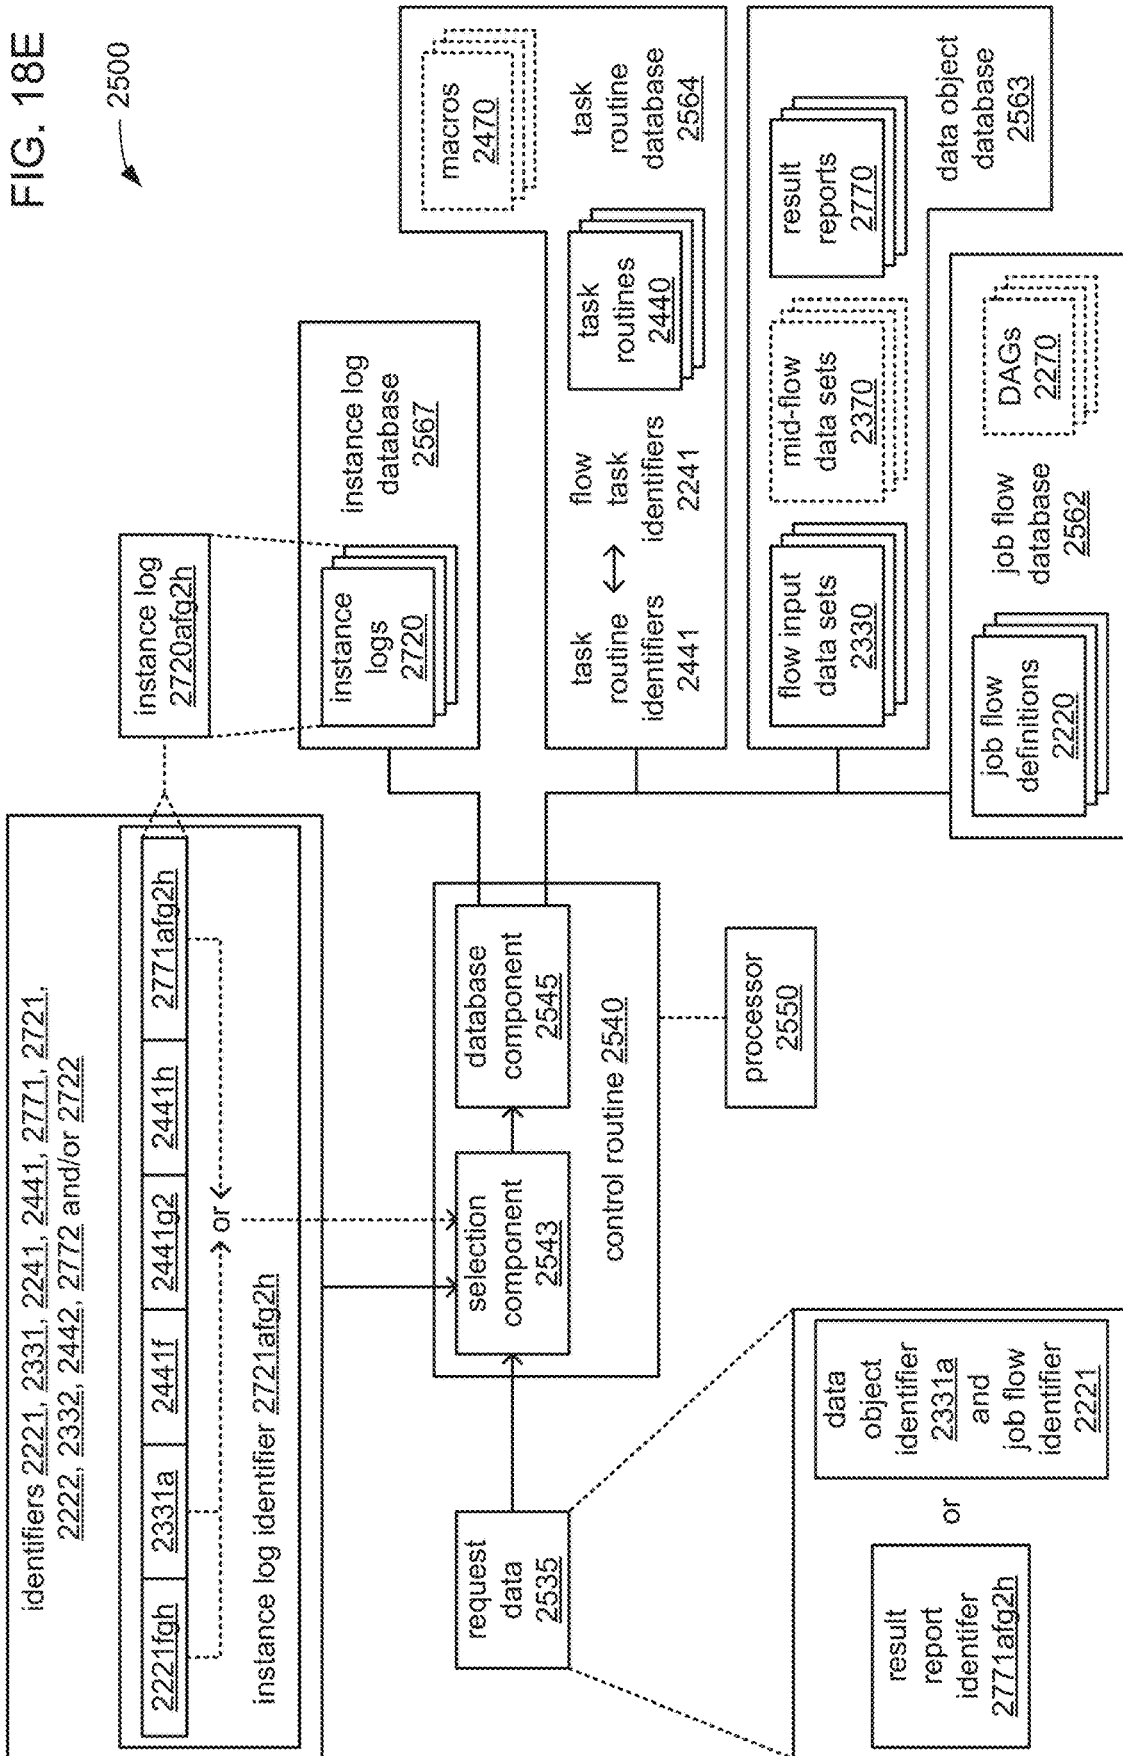 FIG. 18E
2500
identifiers 2221, 2331, 2241, 2441, 2771, 2721,
2222, 2332, 2442, 2772 and/or 2722
2221fgh
2331a
2441f
2441g2
2441h
2771afg2h
or
instance log identifier 2721afg2h
instance log
2720afg2h
instance
logs
2720
instance log
database
2567
request
data
2535
selection
component
2543
database
component
2545
control routine 2540
processor
2550
task
routine
identifiers
2441
flow
task
identifiers
2241
task
routines
2440
macros
2470
task
routine
database
2564
flow input
data sets
2330
mid-flow
data sets
2370
result
reports
2770
data object
database
2563
job flow
definitions
2220
job flow
database
2562
DAGs
2270
result
report
identifer
2771afg2h
or
data
object
identifier
2331a
and
job flow
identifier
2221